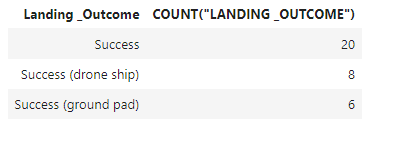 Landing _Outcome COUNT("LANDING _OUTCOME")
Success 20
Success (drone ship) 8
Success (ground pad) 6